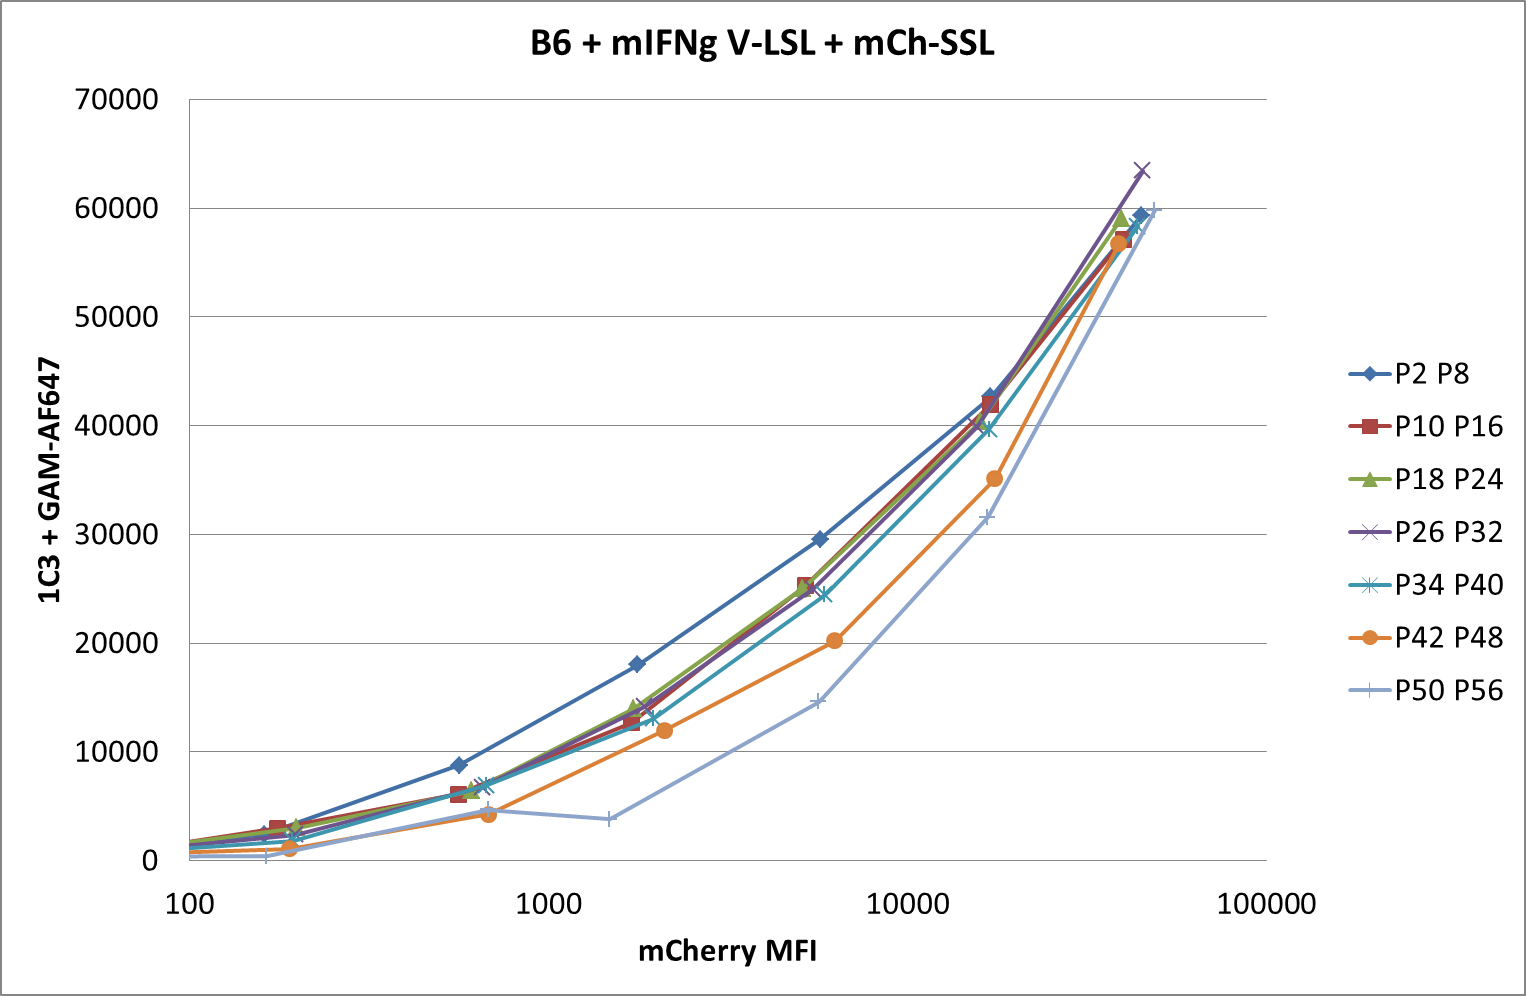 B6 + mIFNg V-LSL + mCh-SSL
70000
60000
50000
40000
30000
20000
10000
0
1C3 + GAM-AF647
100 1000 10000 100000
mCherry MFI
P2 P8
P10 P16
P18 P24
P26 P32
P34 P40
P42 P48
P50 P56